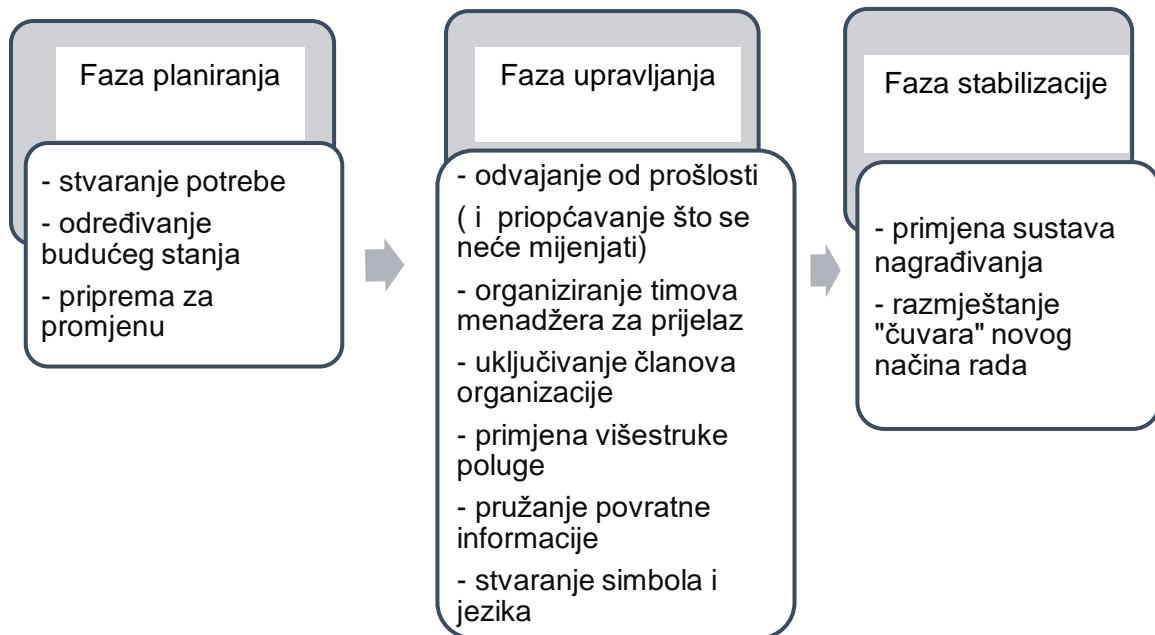 Faza planiranja
- stvaranje potrebe
- određivanje
budućeg stanja
- priprema za
promjenu
Faza upravljanja
- odvajanje od prošlosti
( i  priopćavanje što se
neće mijenjati)
- organiziranje timova
menadžera za prijelaz
- uključivanje članova
organizacije
- primjena višestruke
poluge
- pružanje povratne
informacije
- stvaranje simbola i
jezika
Faza stabilizacije
- primjena sustava
nagrađivanja
- razmještanje
"čuvara" novog
načina rada